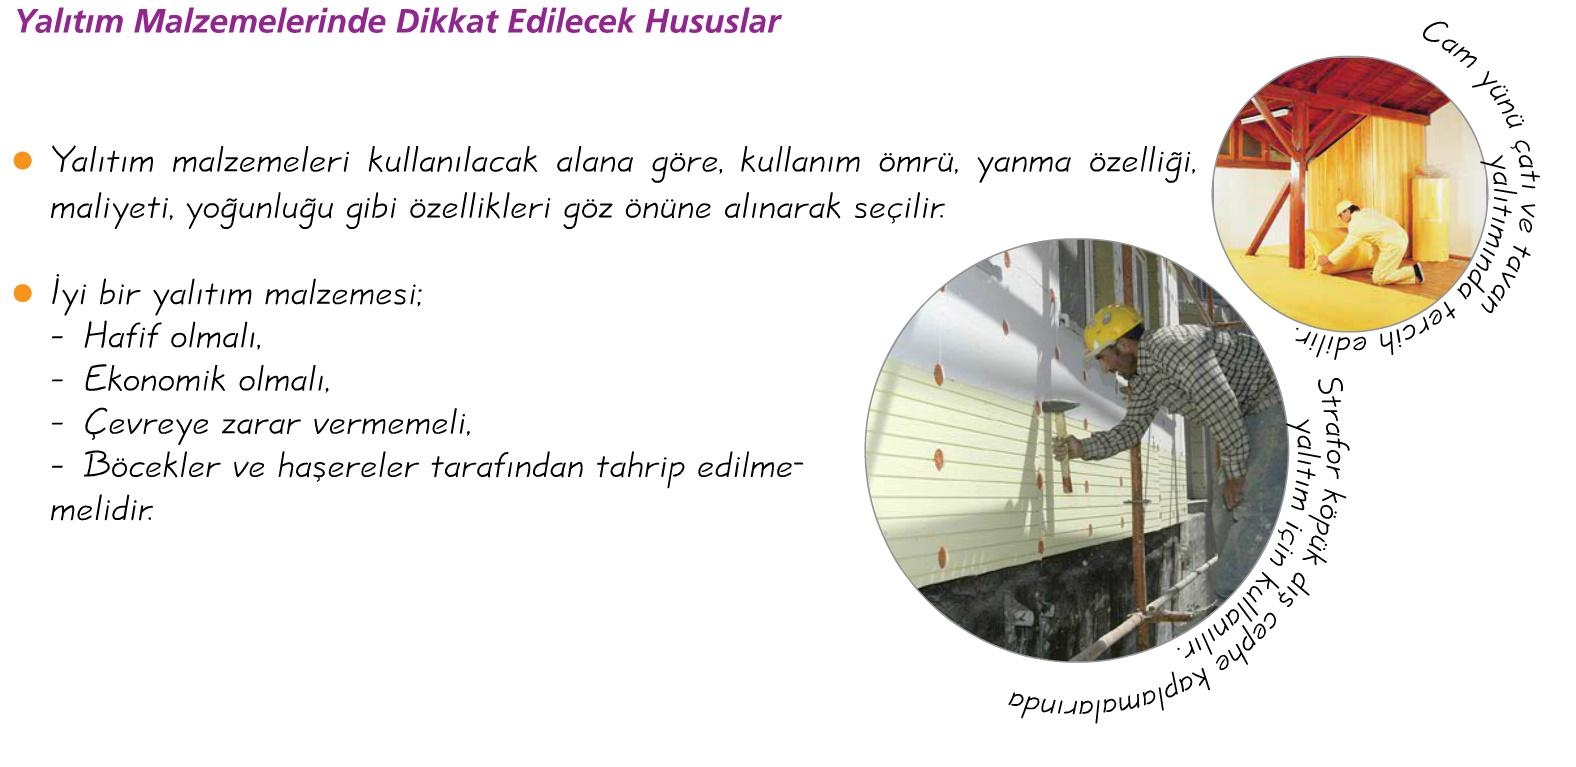 Yalıtım Malzemelerinde Dikkat Edilecek Hususlar
Yalıtım malzemeleri kullanılacak alana göre, kullanım ömrü, yanma özelliği,
maliyeti, yoğunluğu gibi özellikleri göz önüne alınarak seçilir.
İyi bir yalıtım malzemesi;
- Hafif olmalı,
- Ekonomik olmalı,
- Çevreye zarar vermemeli,
- Böcekler ve haşereler tarafından tahrip edilme-
melidir.
Cam yünü çatı ve tavan
yalıtımında tercih edilir.
Strafor köpük dış cephe kaplamalarında
yalıtım için kullanılır.